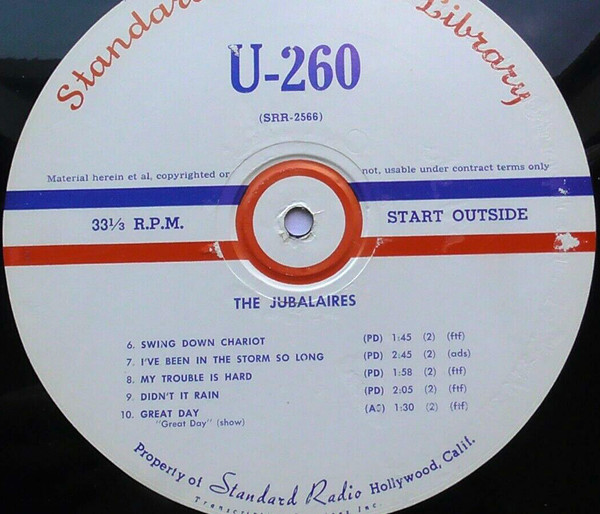 Standard Library
U-260
(SRR-2566)
Material herein et al, copyrighted or not, usable under contract terms only
33⅓ R.P.M. START OUTSIDE
THE JUBALAIRES
6. SWING DOWN CHARIOT (PD) 1:45 (2) (ftf)
7. I'VE BEEN IN THE STORM SO LONG (PD) 2:45 (2) (ads)
8. MY TROUBLE IS HARD (PD) 1:58 (2) (ftf)
9. DIDN'T IT RAIN (PD) 2:05 (2) (ftf)
10. GREAT DAY 1:30 (2) (ftf)
"Great Day" (show)
Property of Standard Radio Hollywood, Calif.
Inc.